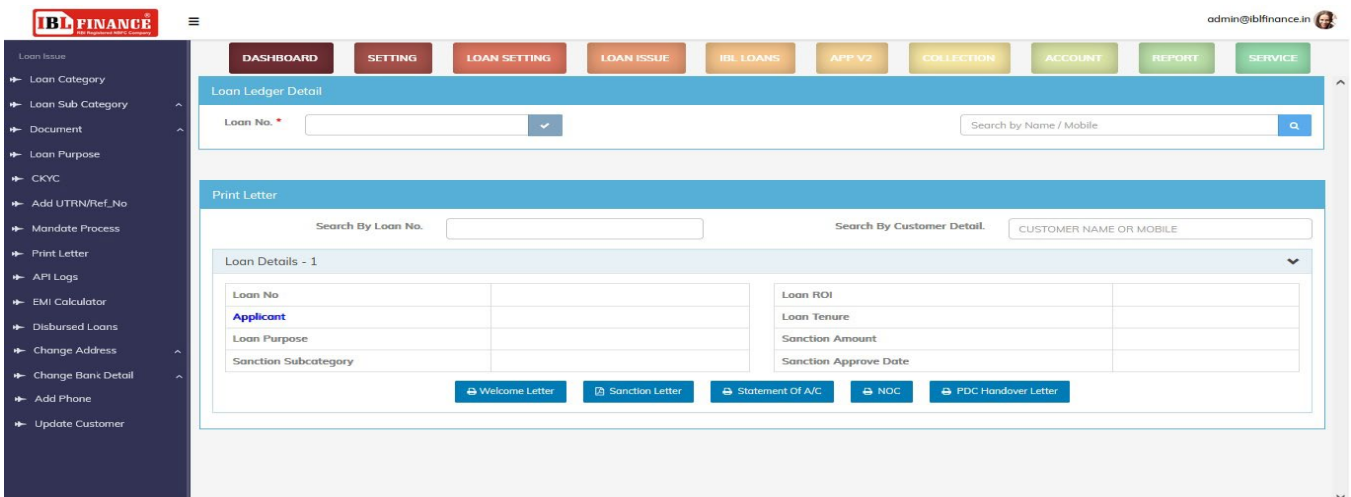 IBL FINANCE
RBI Registered NBFC Company
admin@iblfinance.in
Loan Issue
Loan Category
Loan Sub Category
Document
Loan Purpose
CKYC
Add UTRN/Ref_No
Mandate Process
Print Letter
API Logs
EMI Calculator
Disbursed Loans
Change Address
Change Bank Detail
Add Phone
Update Customer
DASHBOARD SETTING LOAN SETTING LOAN ISSUE IBL LOANS APP V2 COLLECTION ACCOUNT REPORT SERVICE
Loan Ledger Detail
Loan No. * Search by Name / Mobile
Print Letter
Search By Loan No. Search By Customer Detail. CUSTOMER NAME OR MOBILE
Loan Details - 1
Loan No Loan ROI
Applicant Loan Tenure
Loan Purpose Sanction Amount
Sanction Subcategory Sanction Approve Date
Welcome Letter Sanction Letter Statement Of A/C NOC PDC Handover Letter